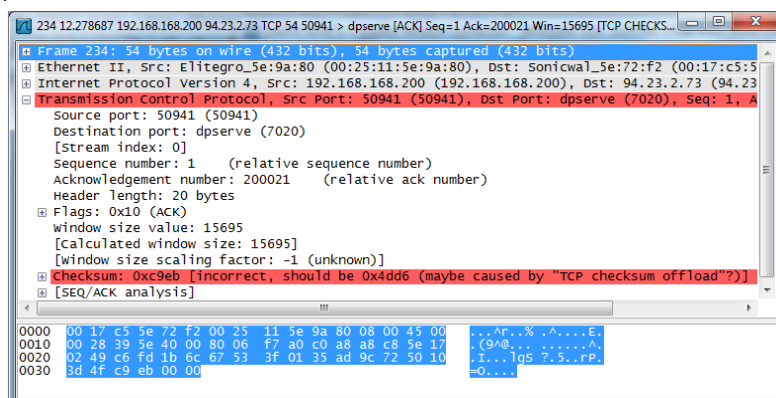 234 12.278687 192.168.168.200 94.23.2.73 TCP 54 50941 > dpserve [ACK] Seq=1 Ack=200021 Win=15695 [TCP CHECKS...
Frame 234: 54 bytes on wire (432 bits), 54 bytes captured (432 bits)
Ethernet II, Src: Elitegro_5e:9a:80 (00:25:11:5e:9a:80), Dst: Sonicwal_5e:72:f2 (00:17:c5:5
Internet Protocol Version 4, Src: 192.168.168.200 (192.168.168.200), Dst: 94.23.2.73 (94.23
Transmission Control Protocol, Src Port: 50941 (50941), Dst Port: dpserve (7020), Seq: 1, A
Source port: 50941 (50941)
Destination port: dpserve (7020)
[Stream index: 0]
Sequence number: 1 (relative sequence number)
Acknowledgement number: 200021 (relative ack number)
Header length: 20 bytes
Flags: 0x10 (ACK)
Window size value: 15695
[Calculated window size: 15695]
[Window size scaling factor: -1 (unknown)]
Checksum: 0xc9eb [incorrect, should be 0x4dd6 (maybe caused by "TCP checksum offload"?)]
[SEQ/ACK analysis]
0000 00 17 c5 5e 72 f2 00 25 11 5e 9a 80 08 00 45 00 ...^r..% .^....E.
0010 00 28 39 5e 40 00 80 06 f7 a0 c0 a8 a8 c8 5e 17 .(9^@... ......^.
0020 02 49 c6 fd 1b 6c 67 53 3f 01 35 ad 9c 72 50 10 .I...lgS ?.5..rP.
0030 3d 4f c9 eb 00 00 =O....